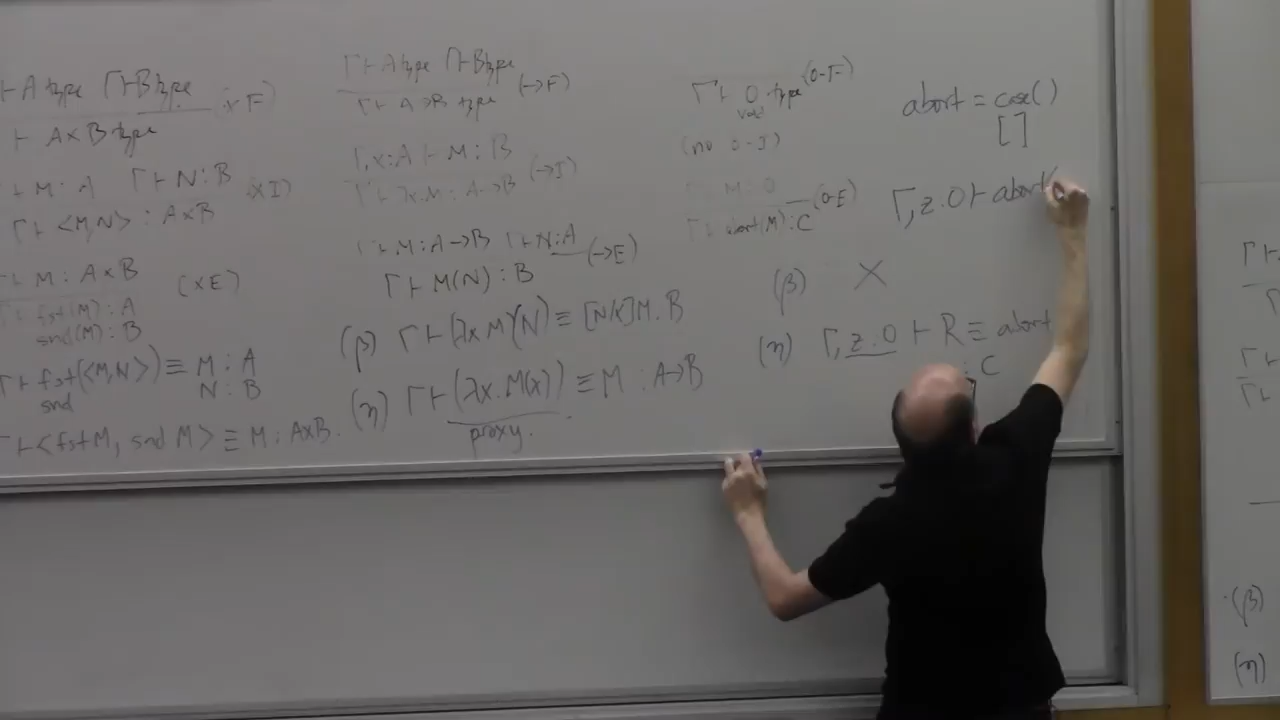 ⊢ A type Γ ⊢ B type (×F)
⊢ A×B type
⊢ M : A Γ ⊢ N : B (×I)
Γ ⊢ <M,N> : A×B
⊢ M : A×B (×E)
⊢ fst(M) : A
snd(M) : B
Γ ⊢ fst(<M,N>) ≡ M : A
snd N : B
Γ ⊢ <fst M, snd M> ≡ M : A×B.
Γ ⊢ A type Γ ⊢ B type (→F)
Γ ⊢ A→B type
Γ, x:A ⊢ M : B (→I)
Γ ⊢ λx.M : A→B
Γ ⊢ M : A→B Γ ⊢ N : A (→E)
Γ ⊢ M(N) : B
(β) Γ ⊢ (λx.M)(N) ≡ [N/x]M : B
(η) Γ ⊢ (λx.M(x)) ≡ M : A→B
proxy.
Γ ⊢ 0 type (0-F)
void
(no 0-I)
Γ ⊢ M : 0 (0-E)
Γ ⊢ abort(M) : C
(β) X
(η) Γ, z:0 ⊢ R ≡ abort
: C
abort = case()
[]
Γ, z:0 ⊢ abort(
(β)
(η)